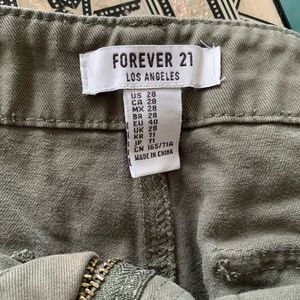 FOREVER 21
LOS ANGELES
US 28
CA 28
MX 28
BR 28
EU 40
UK 28
KR 71
JP 71
CN 165/71A
MADE IN CHINA